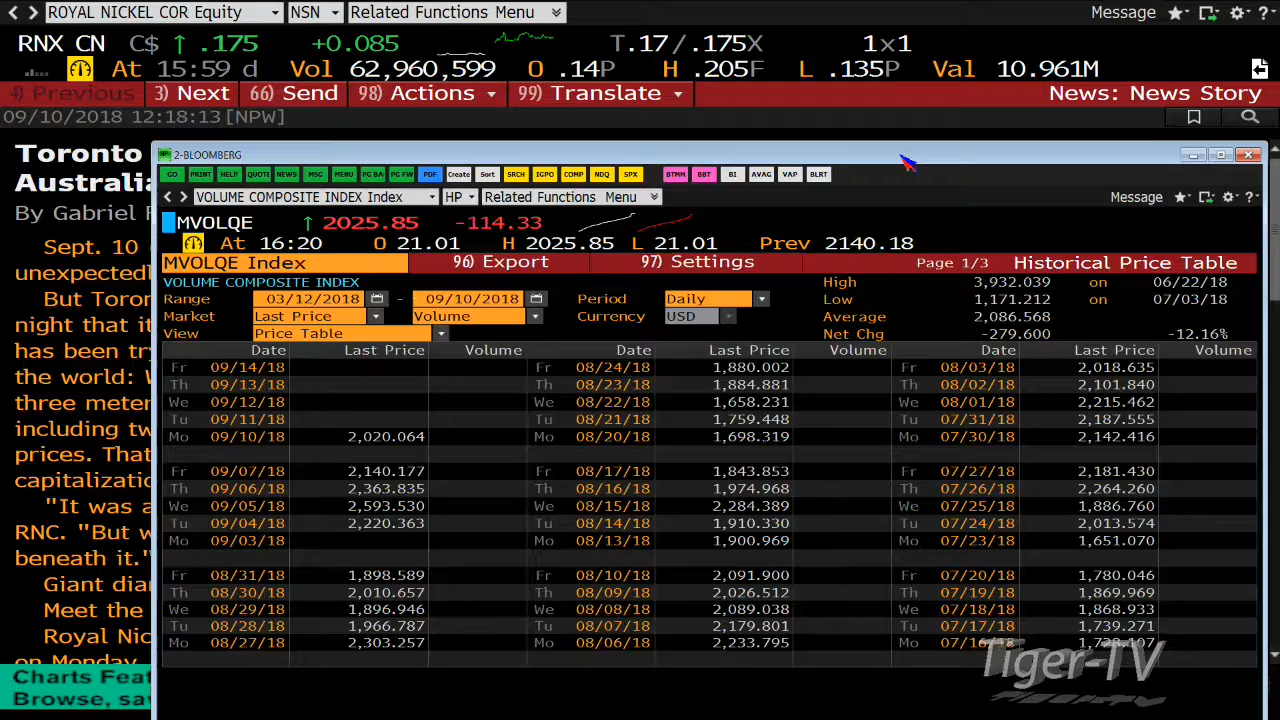 ROYAL NICKEL COR Equity NSN Related Functions Menu Message
RNX CN C$ ↑ .175 +0.085 T.17/.175X 1x1
At 15:59 d Vol 62,960,599 O .14P H .205F L .135P Val 10.961M
4) Previous 3) Next 66) Send 98) Actions 99) Translate News: News Story
09/10/2018 12:18:13 [NPW]
Toronto
Australia
By Gabriel
Sept. 10
unexpectedl
But Toron
night that i
has been try
the world:
three meter
including tw
prices. That
capitalizatio
"It was a
RNC. "But w
beneath it."
Giant dia
Meet the
Royal Nic
on Monday
Charts Feat
Browse, sav
2-BLOOMBERG
GO PRINT HELP QUOTE NEWS MSG MENU PG BA PG FW PDF Create Sort SRCH IGPO COMP NDQ SPX BTMM BBT BI AVAG VAP BLRT
VOLUME COMPOSITE INDEX Index HP Related Functions Menu Message
MVOLQE ↑ 2025.85 -114.33
At 16:20 O 21.01 H 2025.85 L 21.01 Prev 2140.18
MVOLQE Index 96) Export 97) Settings Page 1/3 Historical Price Table
VOLUME COMPOSITE INDEX High 3,932.039 on 06/22/18
Range 03/12/2018 - 09/10/2018 Period Daily Low 1,171.212 on 07/03/18
Market Last Price Volume Currency USD Average 2,086.568
View Price Table Net Chg -279.600 -12.16%
Date Last Price Volume Date Last Price Volume Date Last Price Volume
Fr 09/14/18 Fr 08/24/18 1,880.002 Fr 08/03/18 2,018.635
Th 09/13/18 Th 08/23/18 1,884.881 Th 08/02/18 2,101.840
We 09/12/18 We 08/22/18 1,658.231 We 08/01/18 2,215.462
Tu 09/11/18 Tu 08/21/18 1,759.448 Tu 07/31/18 2,187.555
Mo 09/10/18 2,020.064 Mo 08/20/18 1,698.319 Mo 07/30/18 2,142.416
Fr 09/07/18 2,140.177 Fr 08/17/18 1,843.853 Fr 07/27/18 2,181.430
Th 09/06/18 2,363.835 Th 08/16/18 1,974.968 Th 07/26/18 2,264.260
We 09/05/18 2,593.530 We 08/15/18 2,284.389 We 07/25/18 1,886.760
Tu 09/04/18 2,220.363 Tu 08/14/18 1,910.330 Tu 07/24/18 2,013.574
Mo 09/03/18 Mo 08/13/18 1,900.969 Mo 07/23/18 1,651.070
Fr 08/31/18 1,898.589 Fr 08/10/18 2,091.900 Fr 07/20/18 1,780.046
Th 08/30/18 2,010.657 Th 08/09/18 2,026.512 Th 07/19/18 1,869.969
We 08/29/18 1,896.946 We 08/08/18 2,089.038 We 07/18/18 1,868.933
Tu 08/28/18 1,966.787 Tu 08/07/18 2,179.801 Tu 07/17/18 1,739.271
Mo 08/27/18 2,303.257 Mo 08/06/18 2,233.795 Mo 07/16/18 1,728.107
Tiger-TV